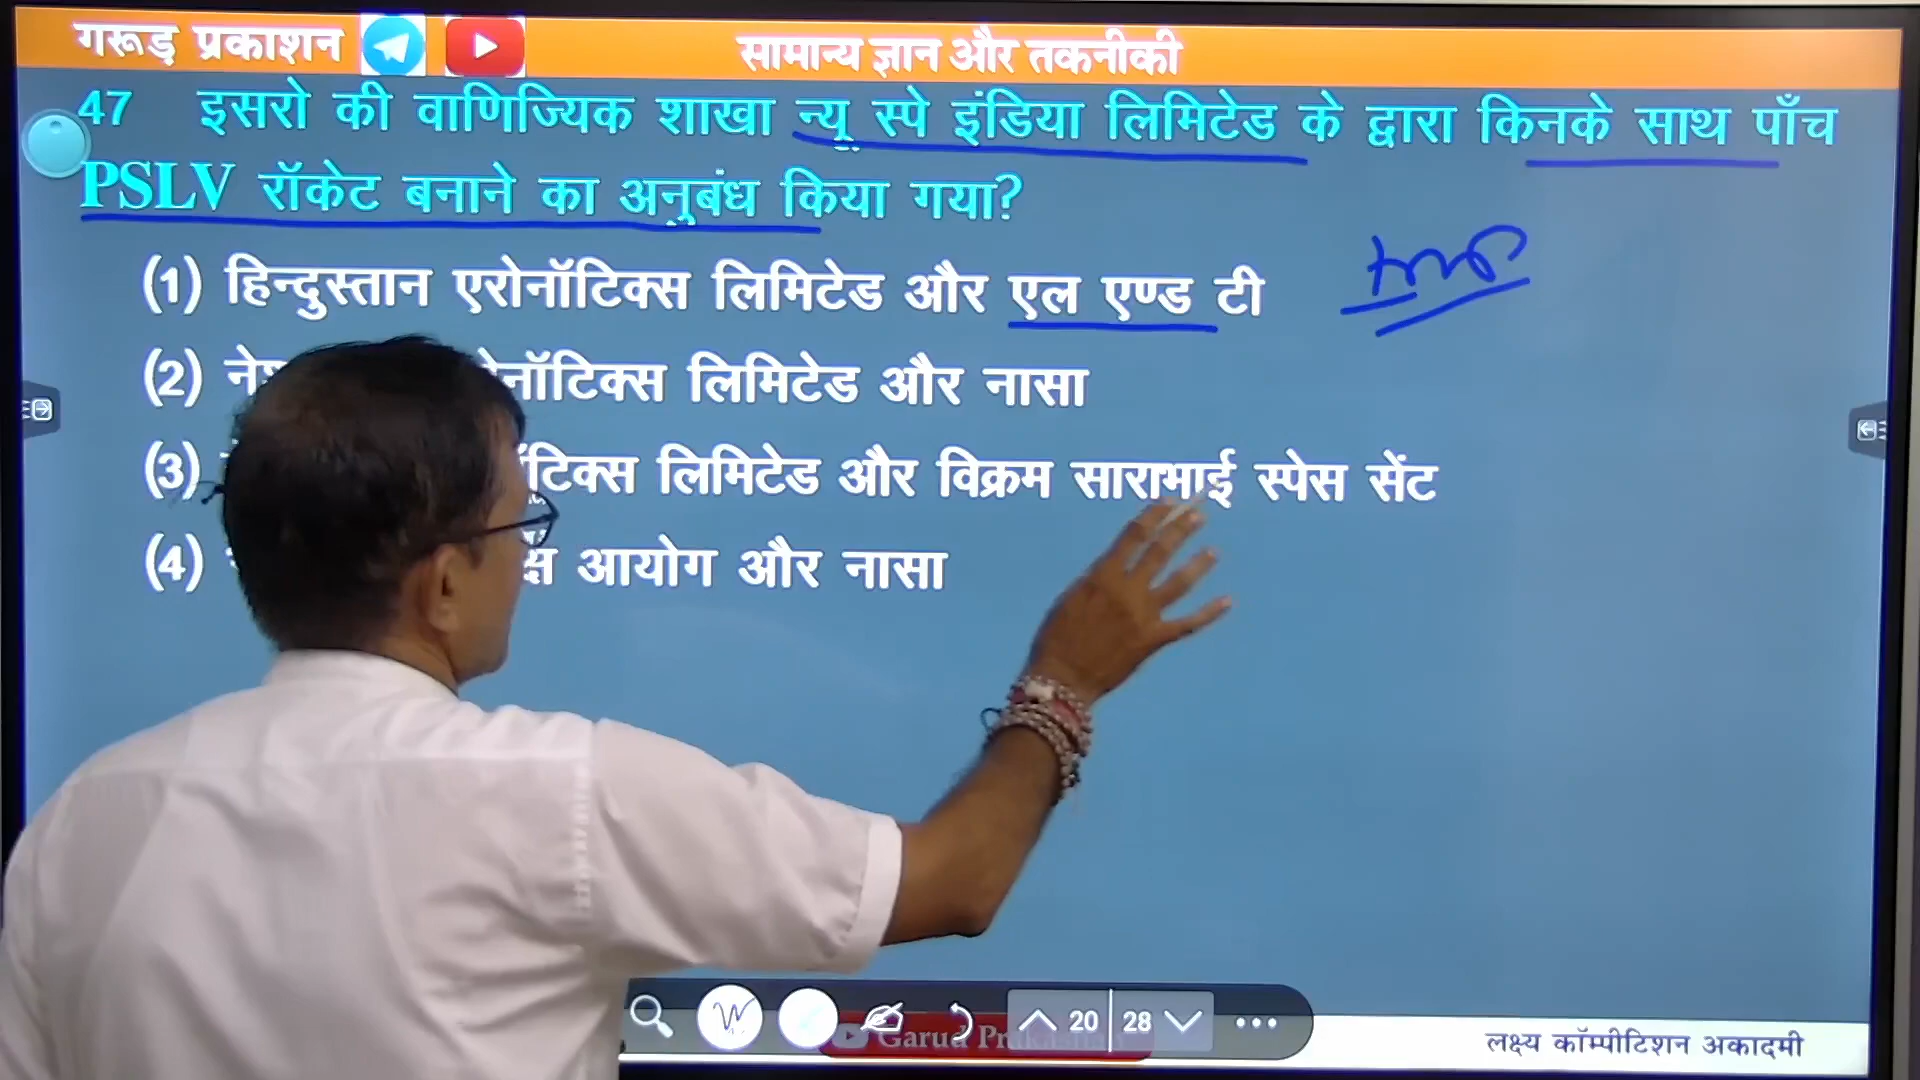 गरूड़ प्रकाशन
सामान्य ज्ञान और तकनीकी
47 इसरो की वाणिज्यिक शाखा न्यू स्पे इंडिया लिमिटेड के द्वारा किनके साथ पाँच
PSLV रॉकेट बनाने का अनुबंध किया गया?
(1) हिन्दुस्तान एरोनॉटिक्स लिमिटेड और एल एण्ड टी
(2) लिमिटेड और नासा
(3) लिमिटेड और विक्रम साराभाई स्पेस सेंट
(4) आयोग और नासा
20 28
Garud
लक्ष्य कॉम्पीटिशन अकादमी